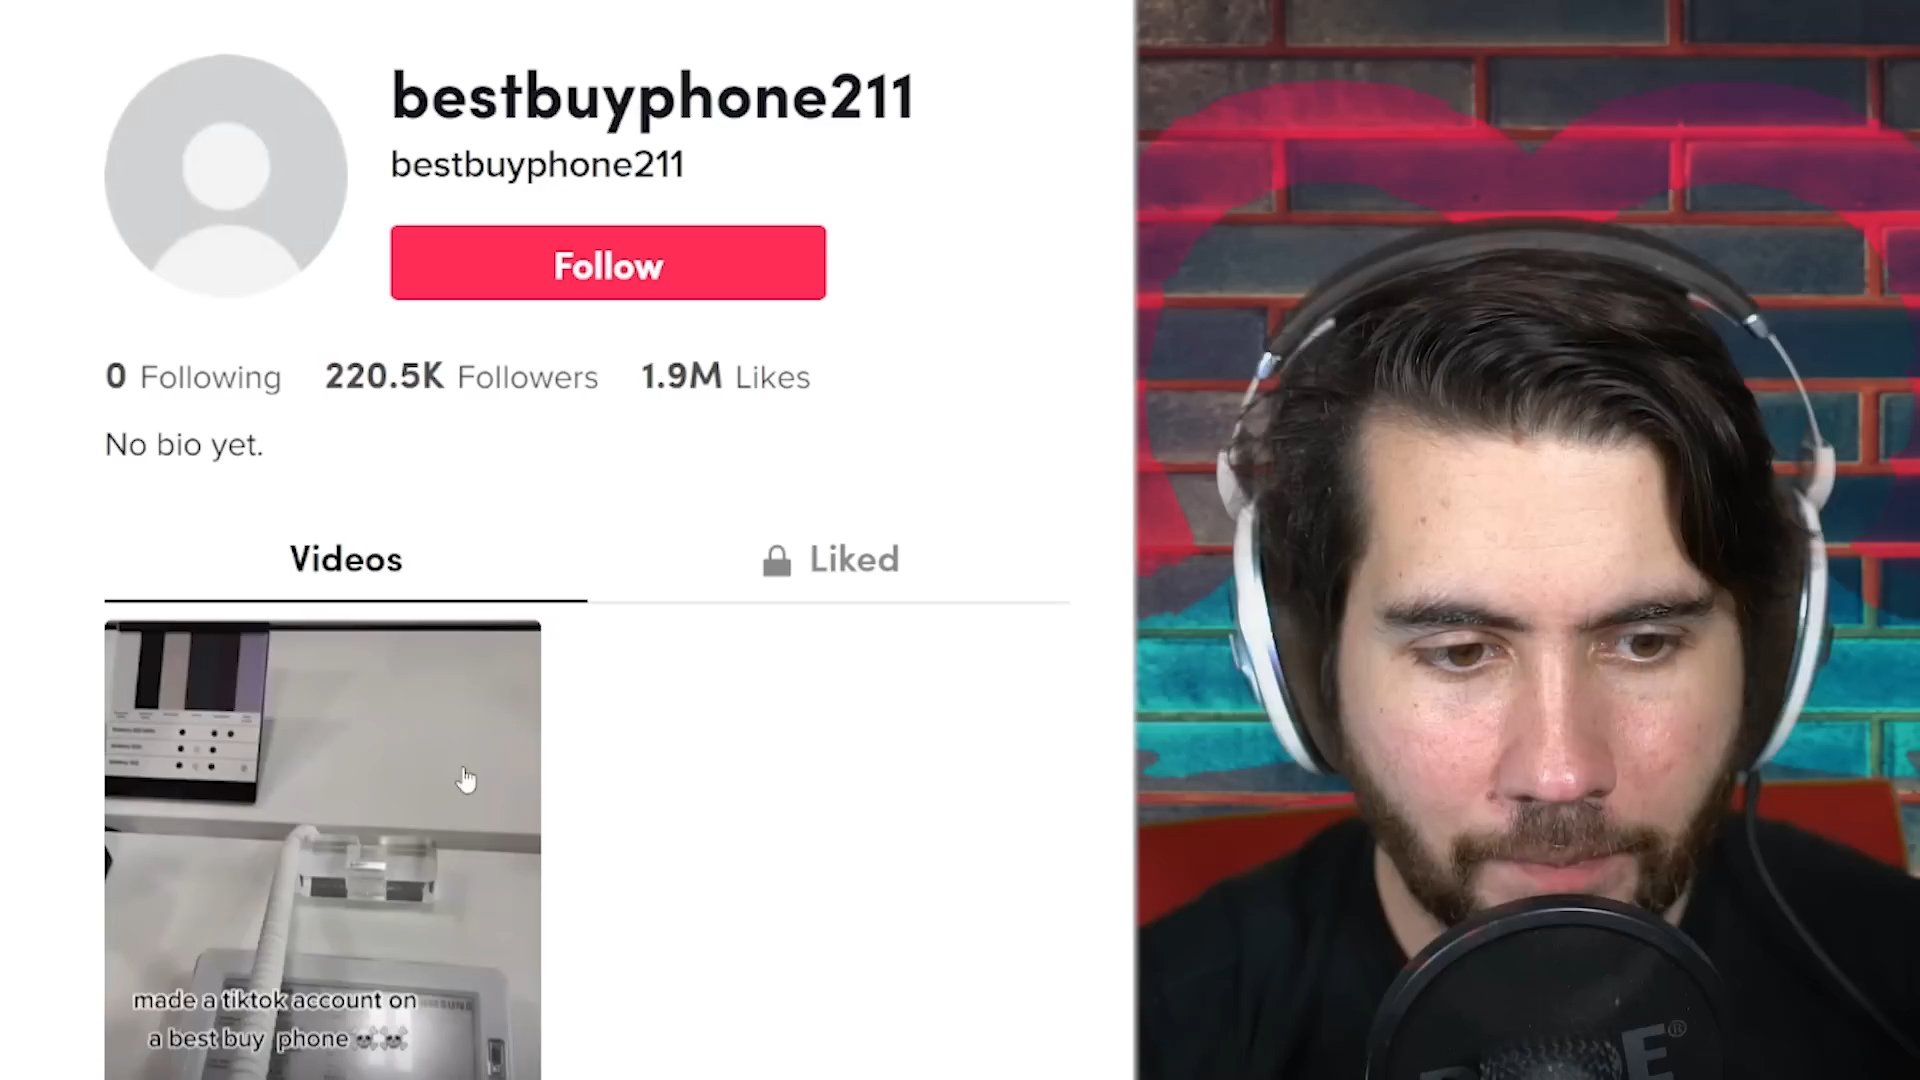 bestbuyphone211
bestbuyphone211
Follow
0 Following 220.5K Followers 1.9M Likes
No bio yet.
Videos
Liked
made a tiktok account on
a best buy phone☠️☠️
SAMSUNG
E®